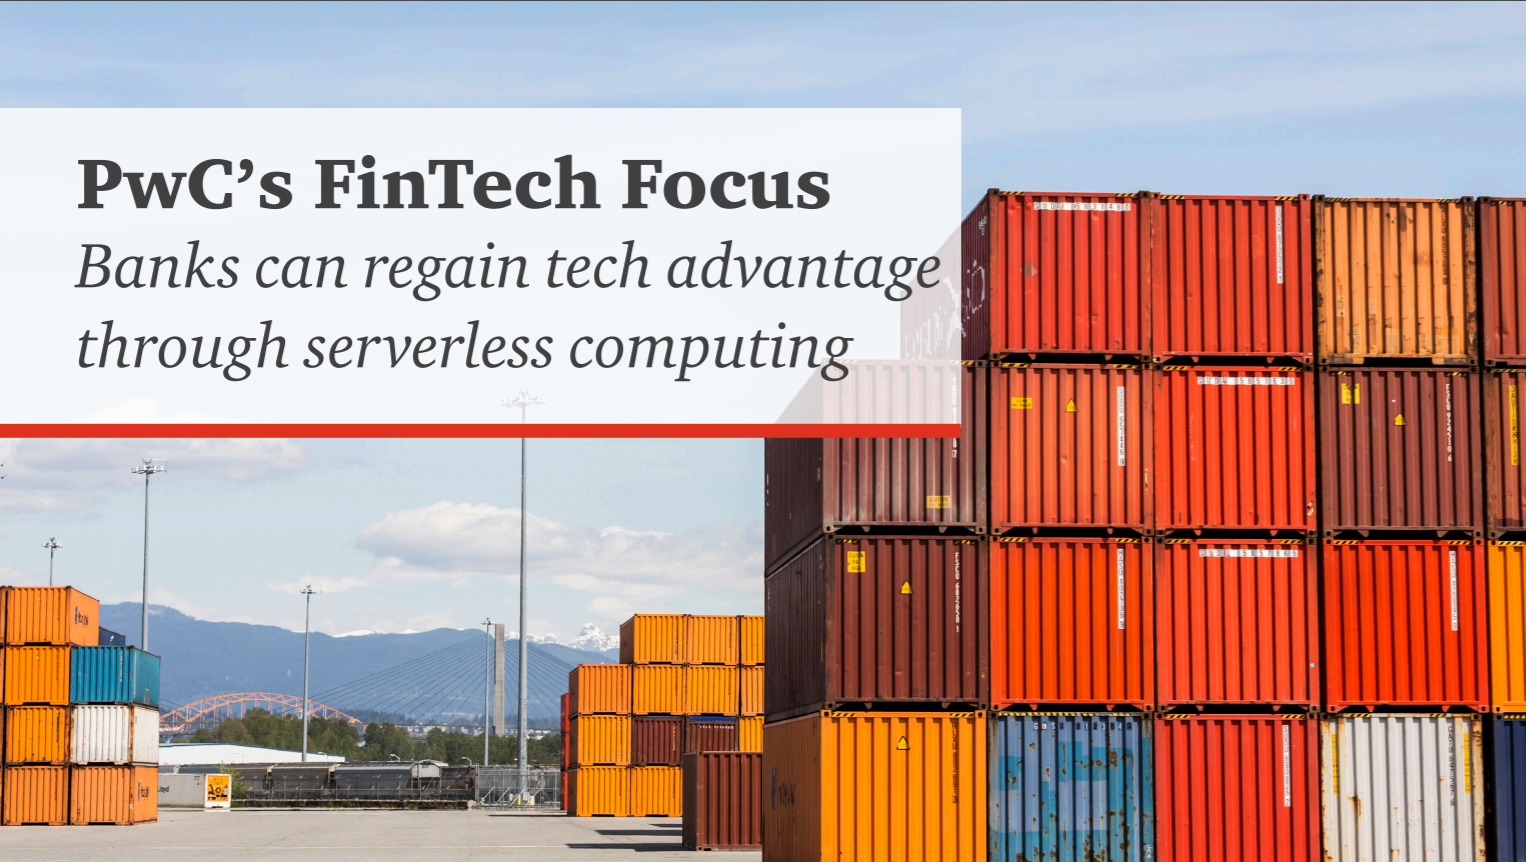 PwC’s FinTech Focus
Banks can regain tech advantage
through serverless computing